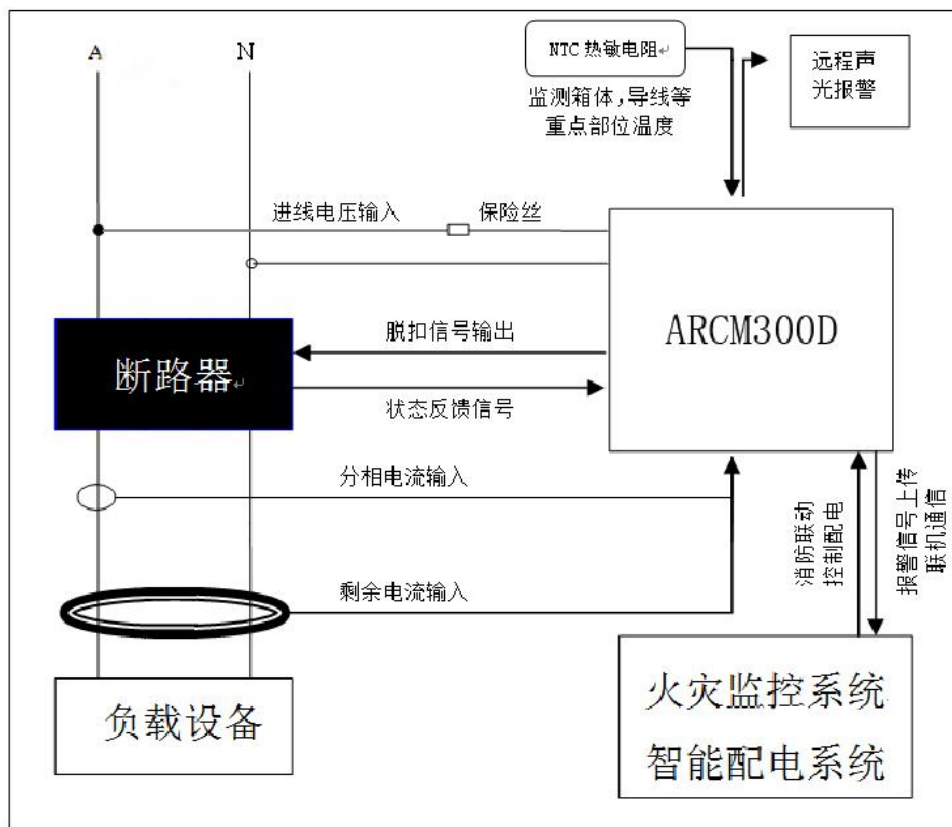 A
N
NTC 热敏电阻
监测箱体，导线等
重点部位温度
远程声
光报警
进线电压输入
保险丝
ARCM300D
脱扣信号输出
断路器
状态反馈信号
分相电流输入
消防联动
控制配电
报警信号上传
联机通信
剩余电流输入
负载设备
火灾监控系统
智能配电系统